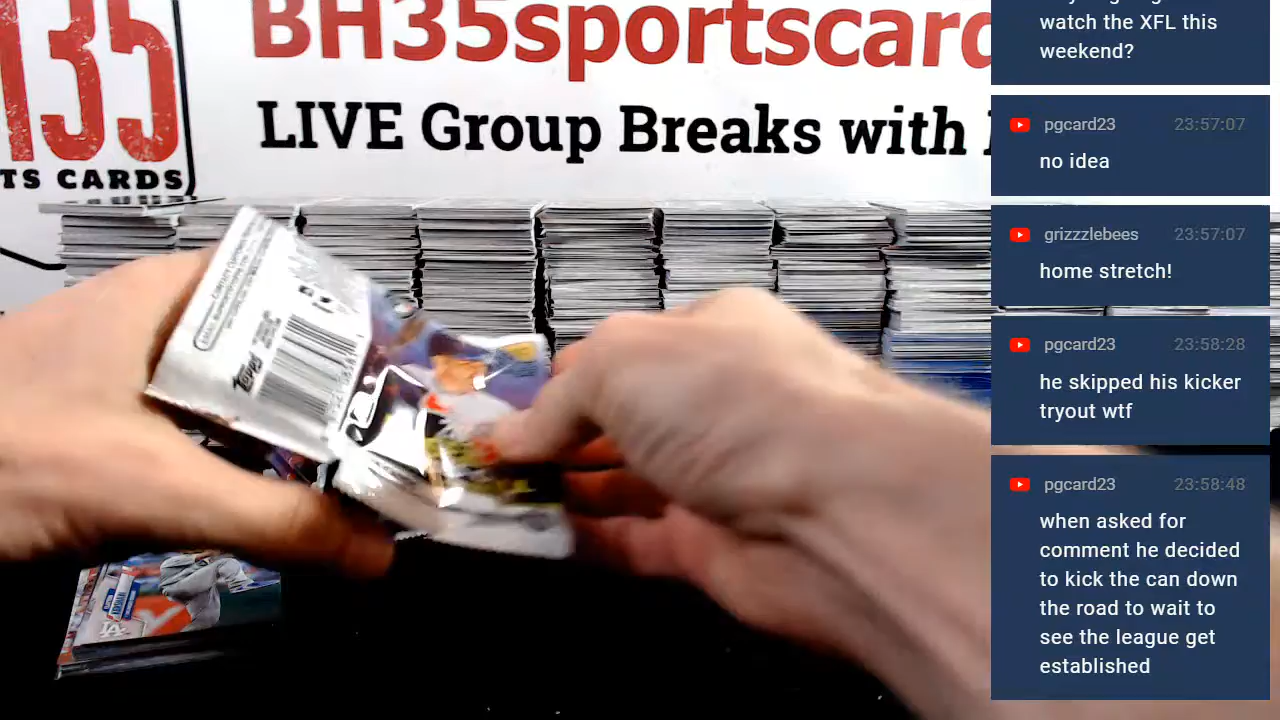 135
TS CARDS
BH35sportscard
LIVE Group Breaks with
Topps
LA
watch the XFL this
weekend?
pgcard23 23:57:07
no idea
grizzzlebees 23:57:07
home stretch!
pgcard23 23:58:28
he skipped his kicker
tryout wtf
pgcard23 23:58:48
when asked for
comment he decided
to kick the can down
the road to wait to
see the league get
established